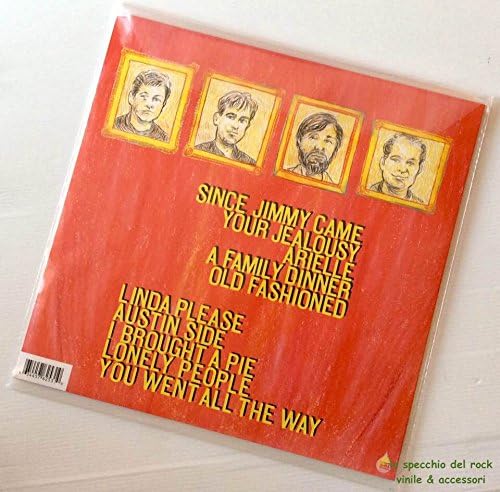 SINCE JIMMY CAME
YOUR JEALOUSY
ARIELLE
A FAMILY DINNER
OLD FASHIONED
LINDA PLEASE
AUSTIN SIDE
I BROUGHT A PIE
LONELY PEOPLE
YOU WENT ALL THE WAY
specchio del rock
vinile & accessori